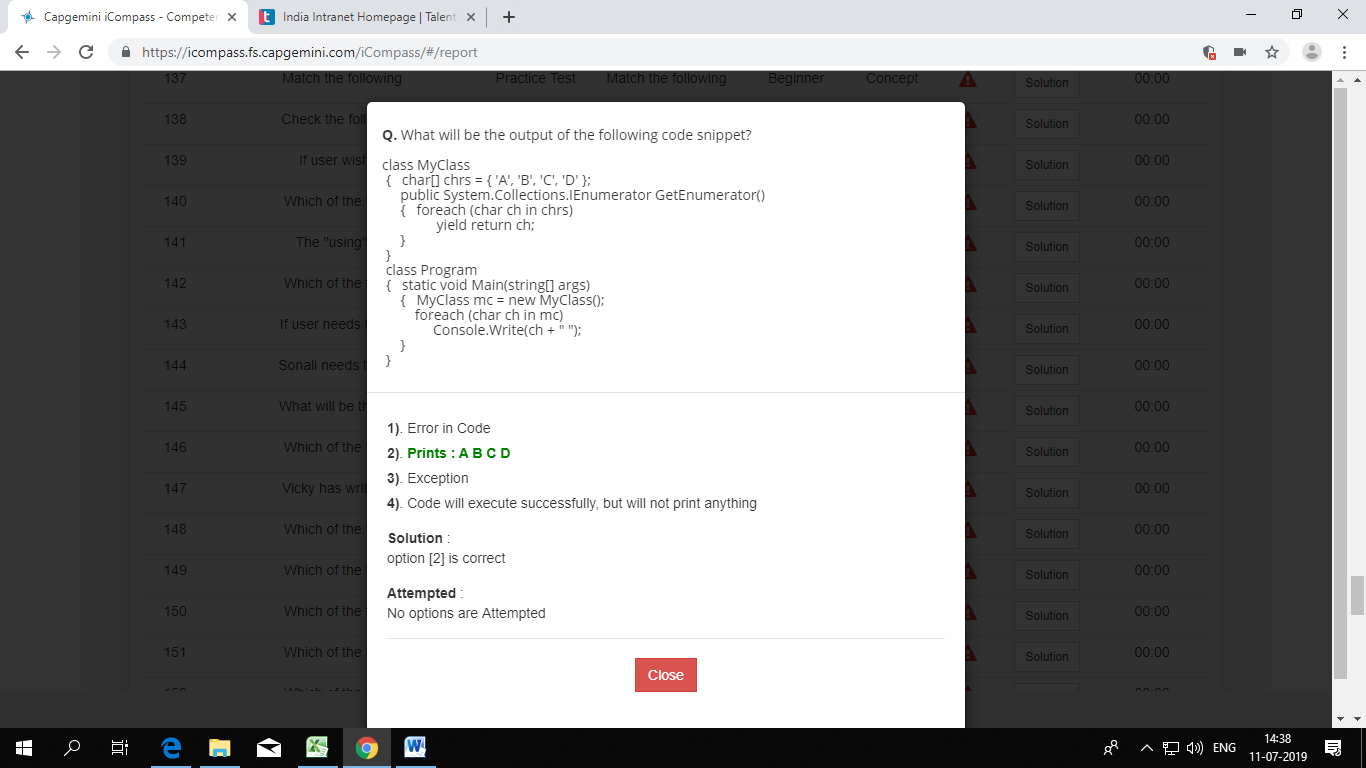 Capgemini iCompass - Competen
India Intranet Homepage | Talent
https://icompass.fs.capgemini.com/iCompass/#/report
137 Match the following Practice Test Match the following Beginner Concept Solution 00:00
138 Check the foll Solution 00:00
139 If user wish Solution 00:00
140 Which of the Solution 00:00
141 The "using" Solution 00:00
142 Which of the Solution 00:00
143 If user needs Solution 00:00
144 Sonali needs Solution 00:00
145 What will be th Solution 00:00
146 Which of the Solution 00:00
147 Vicky has writ Solution 00:00
148 Which of the Solution 00:00
149 Which of the Solution 00:00
150 Which of the Solution 00:00
151 Which of the Solution 00:00
Q. What will be the output of the following code snippet?
class MyClass
{ char[] chrs = { 'A', 'B', 'C', 'D' };
public System.Collections.IEnumerator GetEnumerator()
{ foreach (char ch in chrs)
yield return ch;
}
}
class Program
{ static void Main(string[] args)
{ MyClass mc = new MyClass();
foreach (char ch in mc)
Console.Write(ch + " ");
}
}
1). Error in Code
2). Prints : A B C D
3). Exception
4). Code will execute successfully, but will not print anything
Solution :
option [2] is correct
Attempted :
No options are Attempted
Close
ENG
14:38
11-07-2019